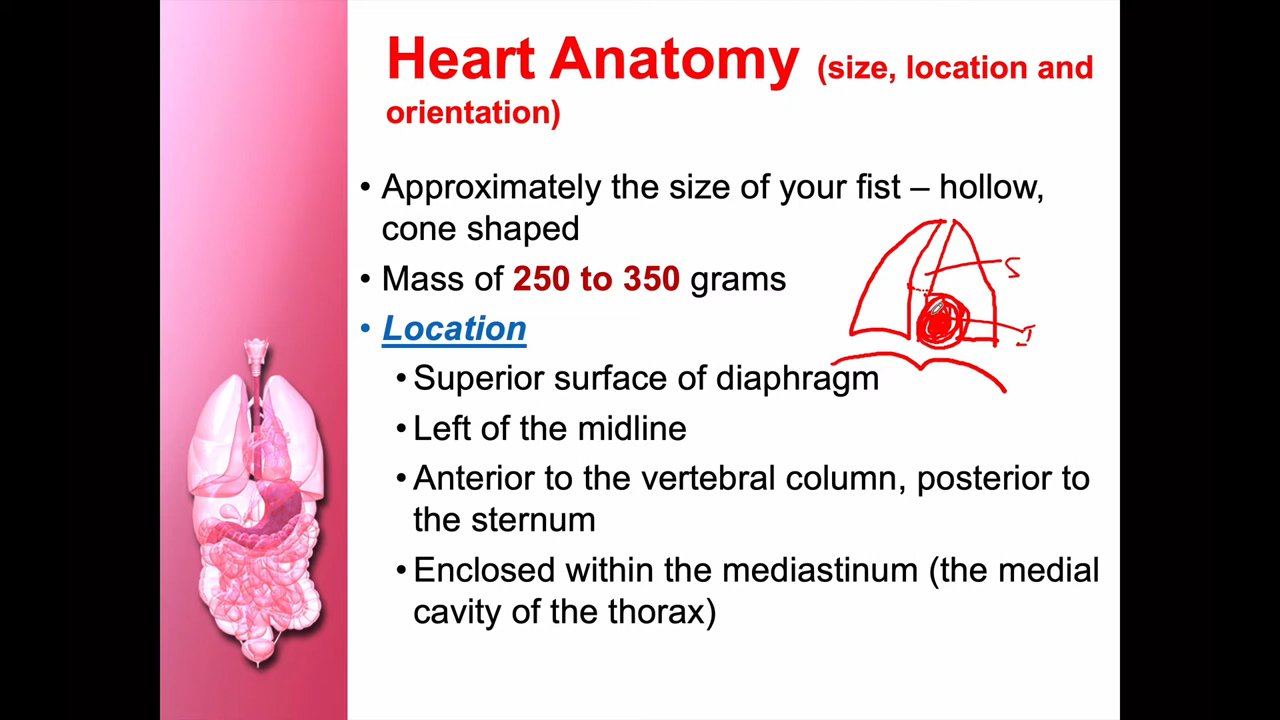 Heart Anatomy (size, location and
orientation)
• Approximately the size of your fist – hollow,
cone shaped
• Mass of 250 to 350 grams
• Location
• Superior surface of diaphragm
• Left of the midline
• Anterior to the vertebral column, posterior to
the sternum
• Enclosed within the mediastinum (the medial
cavity of the thorax)
S